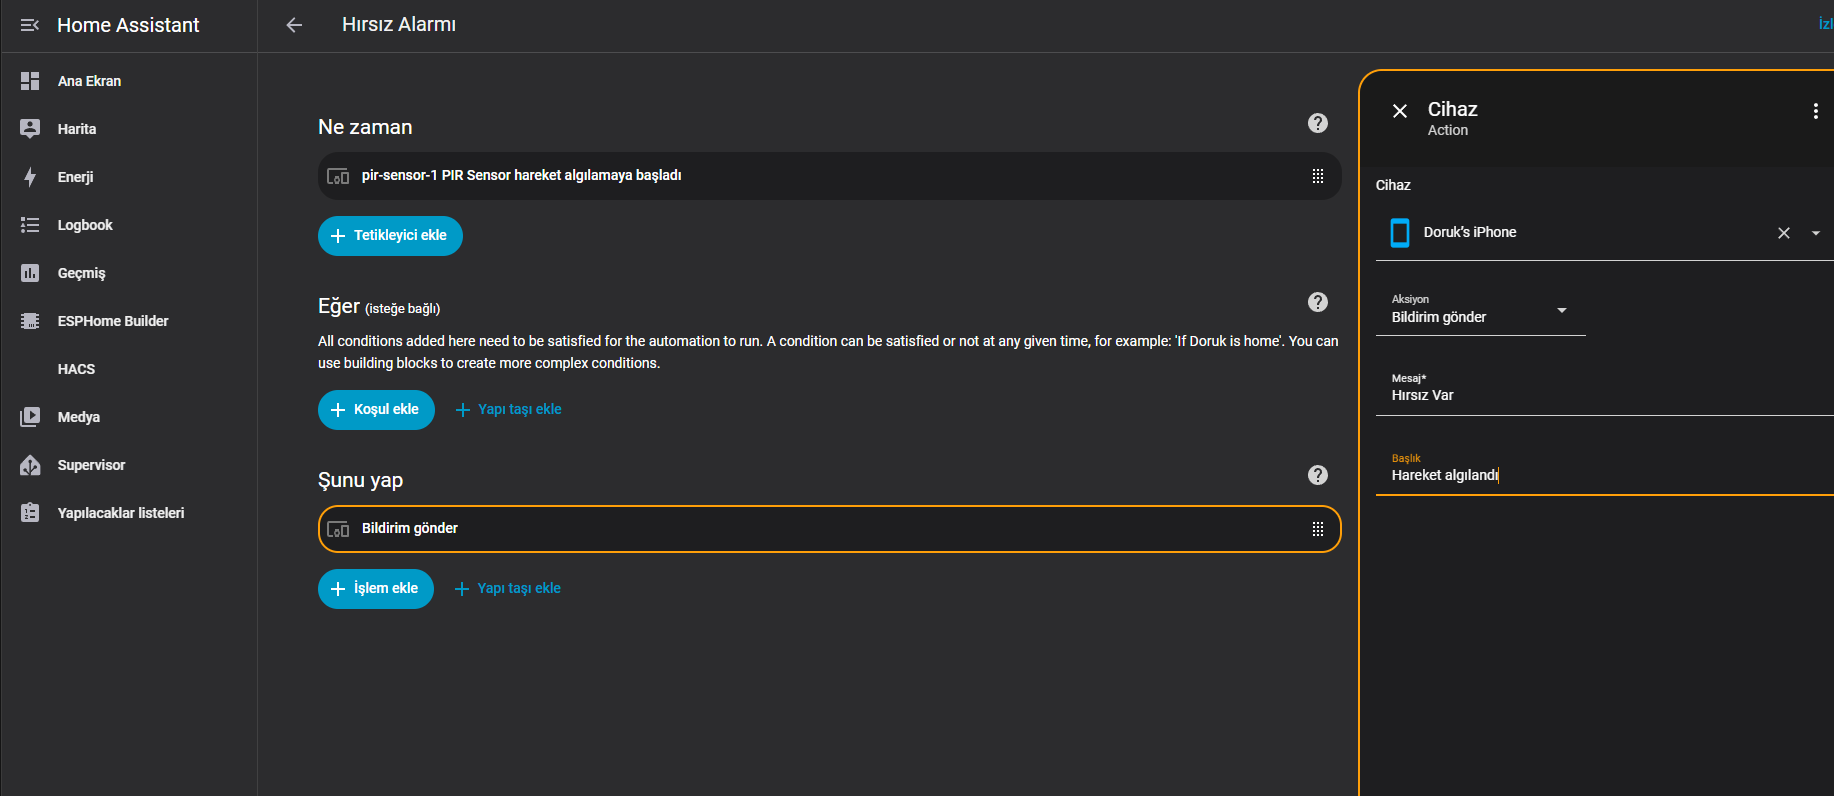 Home Assistant
Ana Ekran
Harita
Enerji
Logbook
Geçmiş
ESPHome Builder
HACS
Medya
Supervisor
Yapılacaklar listeleri
Hırsız Alarmı
Ne zaman
pir-sensor-1 PIR Sensor hareket algılamaya başladı
Tetikleyici ekle
Eğer (isteğe bağlı)
All conditions added here need to be satisfied for the automation to run. A condition can be satisfied or not at any given time, for example: 'If Doruk is home'. You can
use building blocks to create more complex conditions.
Koşul ekle
Yapı taşı ekle
Şunu yap
Bildirim gönder
İşlem ekle
Yapı taşı ekle
Cihaz
Action
Cihaz
Doruk's iPhone
Aksiyon
Bildirim gönder
Mesaj*
Hırsız Var
Başlık
Hareket algılandı